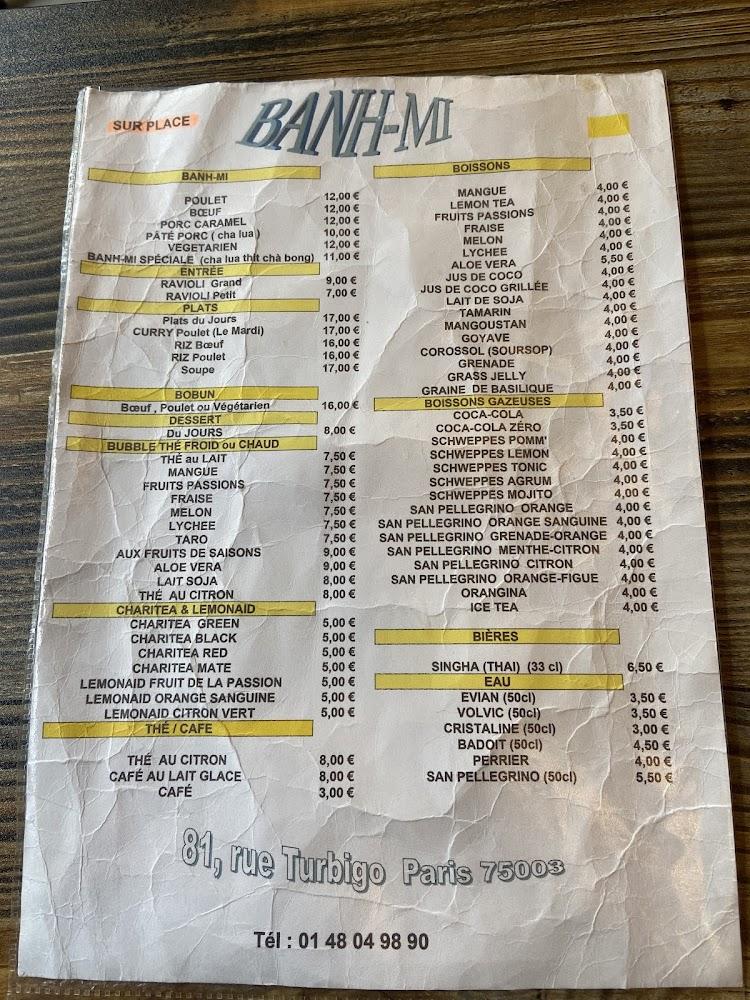 SUR PLACE
BANH-MI
BANH-MI
POULET 12,00 €
BŒUF 12,00 €
PORC CARAMEL 12,00 €
PÂTÉ PORC ( cha lua ) 10,00 €
VEGETARIEN 12,00 €
BANH-MI SPÉCIALE (cha lua thit chà bong) 11,00 €
ENTRÉE
RAVIOLI Grand 9,00 €
RAVIOLI Petit 7,00 €
PLATS
Plats du Jours 17,00 €
CURRY Poulet (Le Mardi) 17,00 €
RIZ Bœuf 16,00 €
RIZ Poulet 16,00 €
Soupe 17,00 €
BOBUN
Bœuf , Poulet ou Végétarien 16,00 €
DESSERT
Du JOURS 8,00 €
BUBBLE THÉ FROID ou CHAUD
THÉ au LAIT 7,50 €
MANGUE 7,50 €
FRUITS PASSIONS 7,50 €
FRAISE 7,50 €
MELON 7,50 €
LYCHEE 7,50 €
TARO 7,50 €
AUX FRUITS DE SAISONS 9,00 €
ALOE VERA 9,00 €
LAIT SOJA 8,00 €
THÉ AU CITRON 8,00 €
CHARITEA & LEMONAID
CHARITEA GREEN 5,00 €
CHARITEA BLACK 5,00 €
CHARITEA RED 5,00 €
CHARITEA MATE 5,00 €
LEMONAID FRUIT DE LA PASSION 5,00 €
LEMONAID ORANGE SANGUINE 5,00 €
LEMONAID CITRON VERT 5,00 €
THÉ / CAFE
THÉ AU CITRON 8,00 €
CAFÉ AU LAIT GLACE 8,00 €
CAFÉ 3,00 €
BOISSONS
MANGUE 4,00 €
LEMON TEA 4,00 €
FRUITS PASSIONS 4,00 €
FRAISE 4,00 €
MELON 4,00 €
LYCHEE 4,00 €
ALOE VERA 5,50 €
JUS DE COCO 4,00 €
JUS DE COCO GRILLÉE 4,00 €
LAIT DE SOJA 4,00 €
TAMARIN 4,00 €
MANGOUSTAN 4,00 €
GOYAVE 4,00 €
COROSSOL (SOURSOP) 4,00 €
GRENADE 4,00 €
GRASS JELLY 4,00 €
GRAINE DE BASILIQUE 4,00 €
BOISSONS GAZEUSES
COCA-COLA 3,50 €
COCA-COLA ZÉRO 3,50 €
SCHWEPPES POMM' 4,00 €
SCHWEPPES LEMON 4,00 €
SCHWEPPES TONIC 4,00 €
SCHWEPPES AGRUM 4,00 €
SCHWEPPES MOJITO 4,00 €
SAN PELLEGRINO ORANGE 4,00 €
SAN PELLEGRINO ORANGE SANGUINE 4,00 €
SAN PELLEGRINO GRENADE-ORANGE 4,00 €
SAN PELLEGRINO MENTHE-CITRON 4,00 €
SAN PELLEGRINO CITRON 4,00 €
SAN PELLEGRINO ORANGE-FIGUE 4,00 €
ORANGINA 4,00 €
ICE TEA 4,00 €
BIÈRES
SINGHA (THAI) (33 cl) 6,50 €
EAU
EVIAN (50cl) 3,50 €
VOLVIC (50cl) 3,50 €
CRISTALINE (50cl) 3,00 €
BADOIT (50cl) 4,50 €
PERRIER 4,00 €
SAN PELLEGRINO (50cl) 5,50 €
81, rue Turbigo Paris 75003
Tél : 01 48 04 98 90